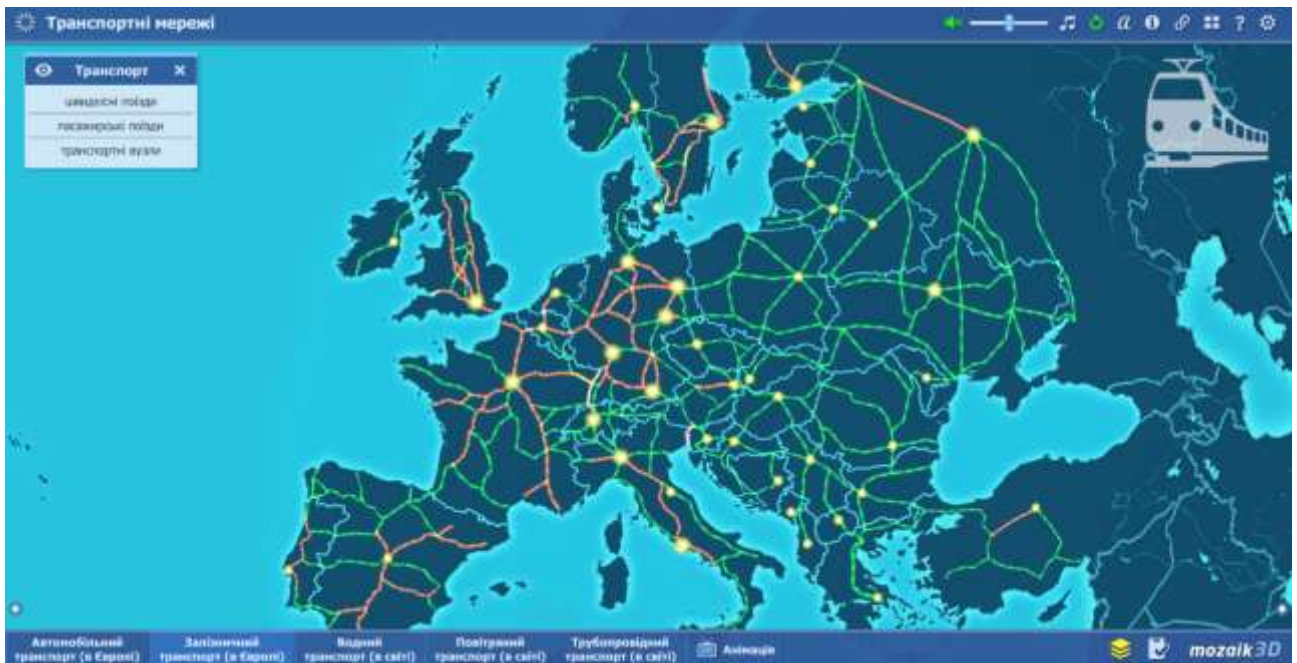 Транспортні мережі
Транспорт
швидкісні поїзди
пасажирські поїзди
транспортні вузли
Автомобільний
транспорт (в Європі)
Залізничний
транспорт (в Європі)
Водний
транспорт (в світі)
Повітряний
транспорт (в світі)
Трубопровідний
транспорт (в світі)
Анімація
mozaik3D